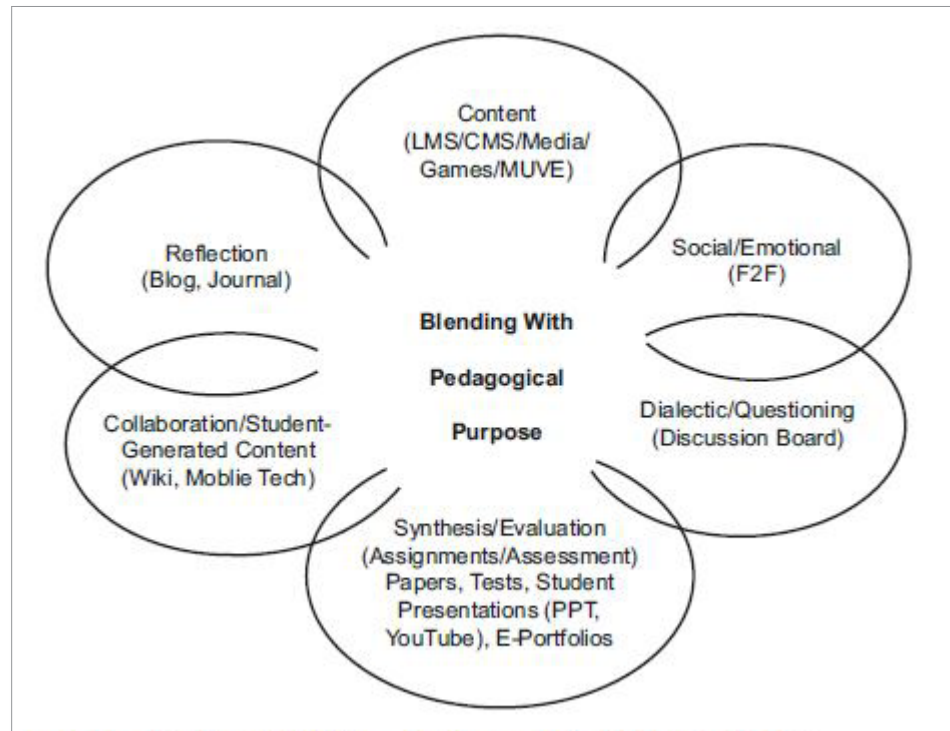 Content
(LMS/CMS/Media/
Games/MUVE)
Reflection
(Blog, Journal)
Social/Emotional
(F2F)
Blending With
Pedagogical
Purpose
Collaboration/Student-
Generated Content
(Wiki, Moblie Tech)
Dialectic/Questioning
(Discussion Board)
Synthesis/Evaluation
(Assignments/Assessment)
Papers, Tests, Student
Presentations (PPT,
YouTube), E-Portfolios